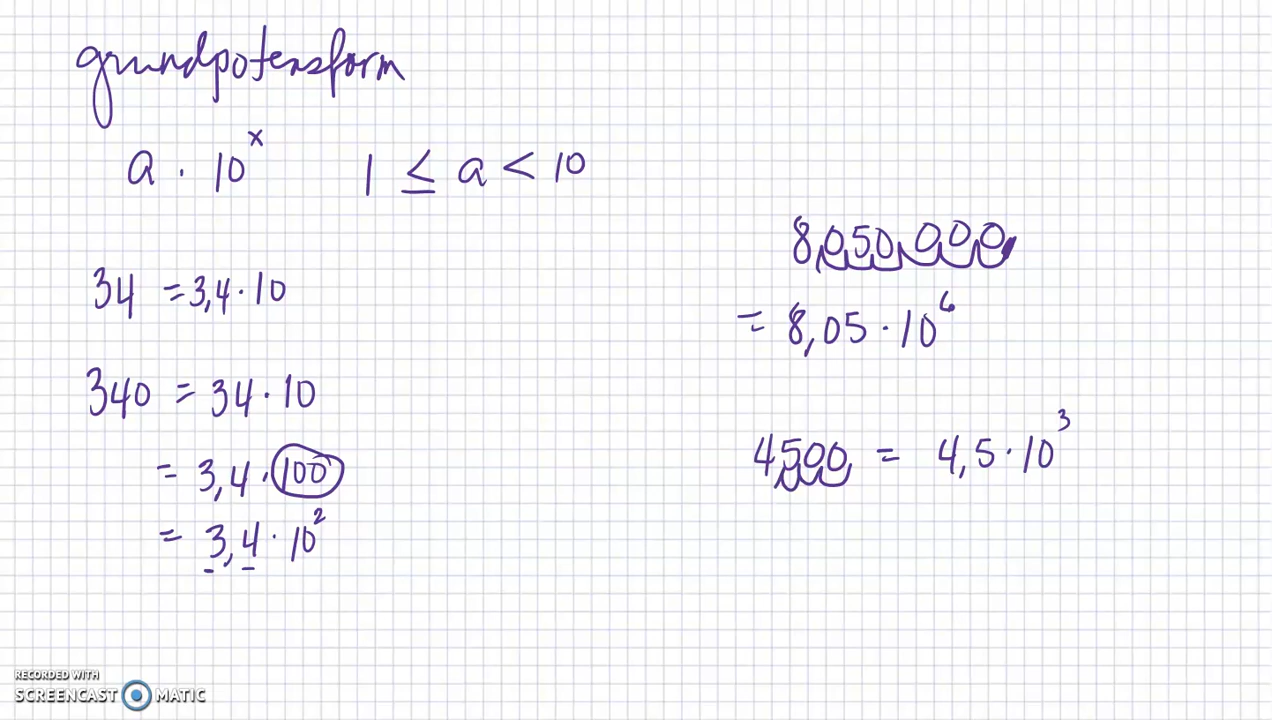 grundpotensform
a · 10^x   1 ≤ a < 10
34 = 3,4 · 10
340 = 34 · 10
= 3,4 · 100
= 3,4 · 10^2
8,050,000,
= 8,05 · 10^6
4500 = 4,5 · 10^3
RECORDED WITH
SCREENCAST MATIC